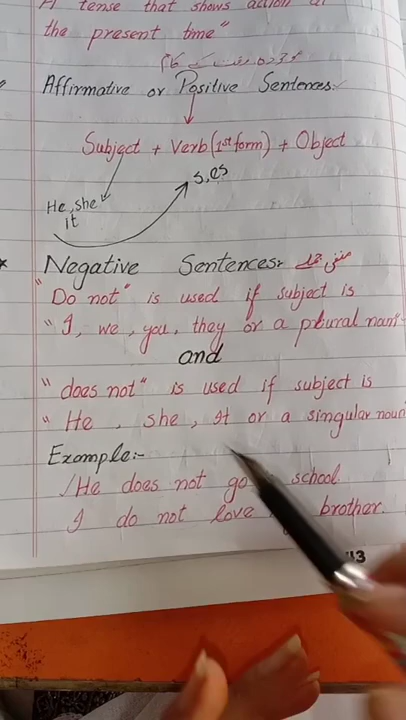 A tense that shows action at
the present time"
Affirmative or Positive Sentences:
Subject + Verb (1st form) + Object
s, es
He, she
it
Negative Sentences منفی جملے
"Do not" is used if subject is
"I, we, you, they or a plural noun"
and
"does not" is used if subject is
"He, she, It or a singular noun
Example:-
He does not go school.
I do not love brother.